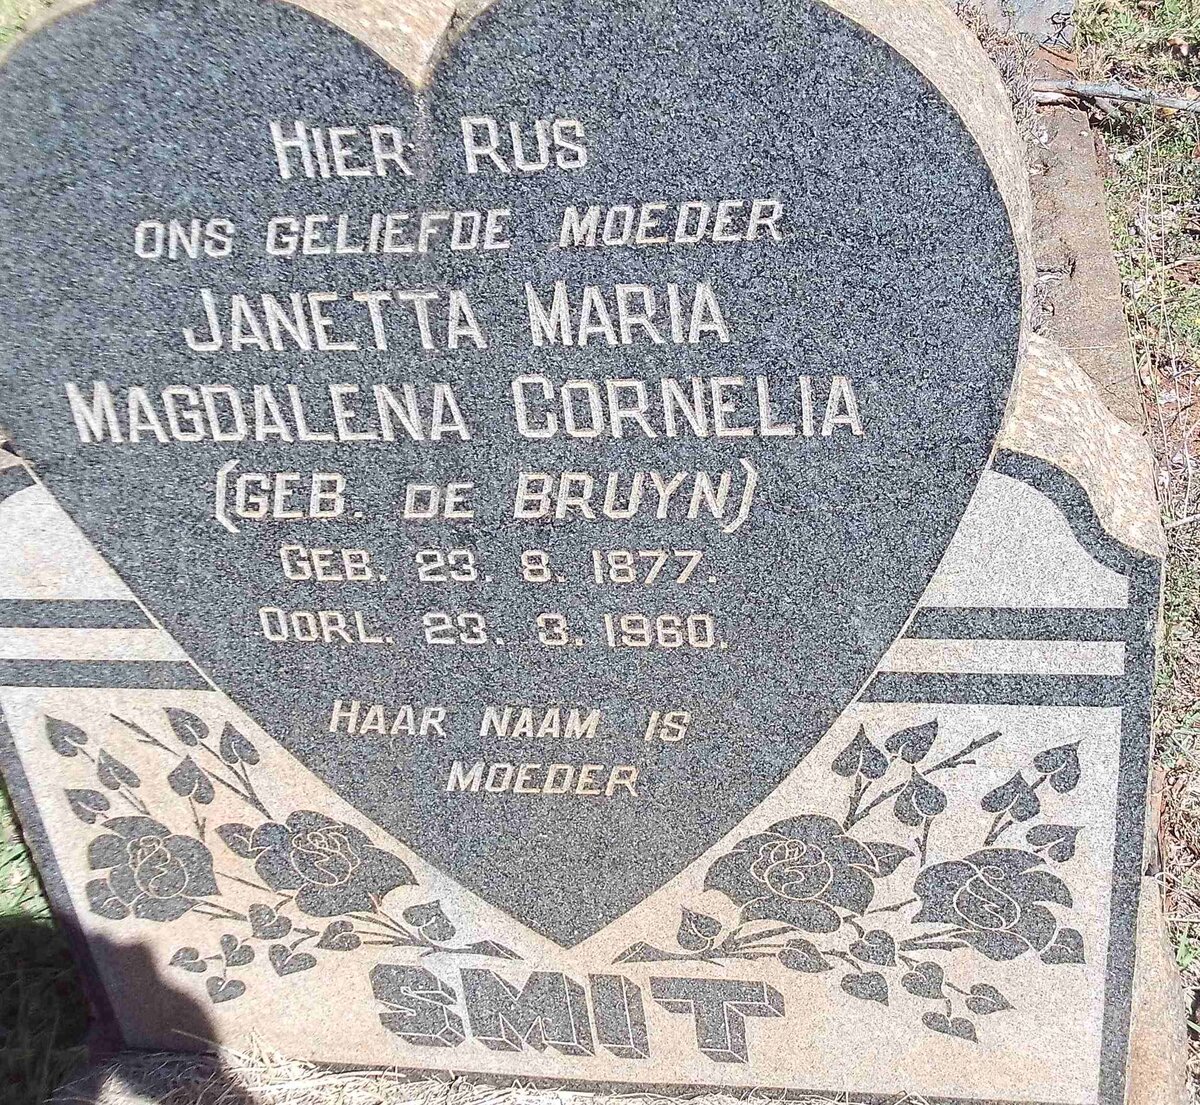 HIER RUS
ONS GELIEFDE MOEDER
JANETTA MARIA
MAGDALENA CORNELIA
(GEB. DE BRUYN)
GEB. 23. 8. 1877.
OORL. 23. 3. 1960.
HAAR NAAM IS
MOEDER
SMIT